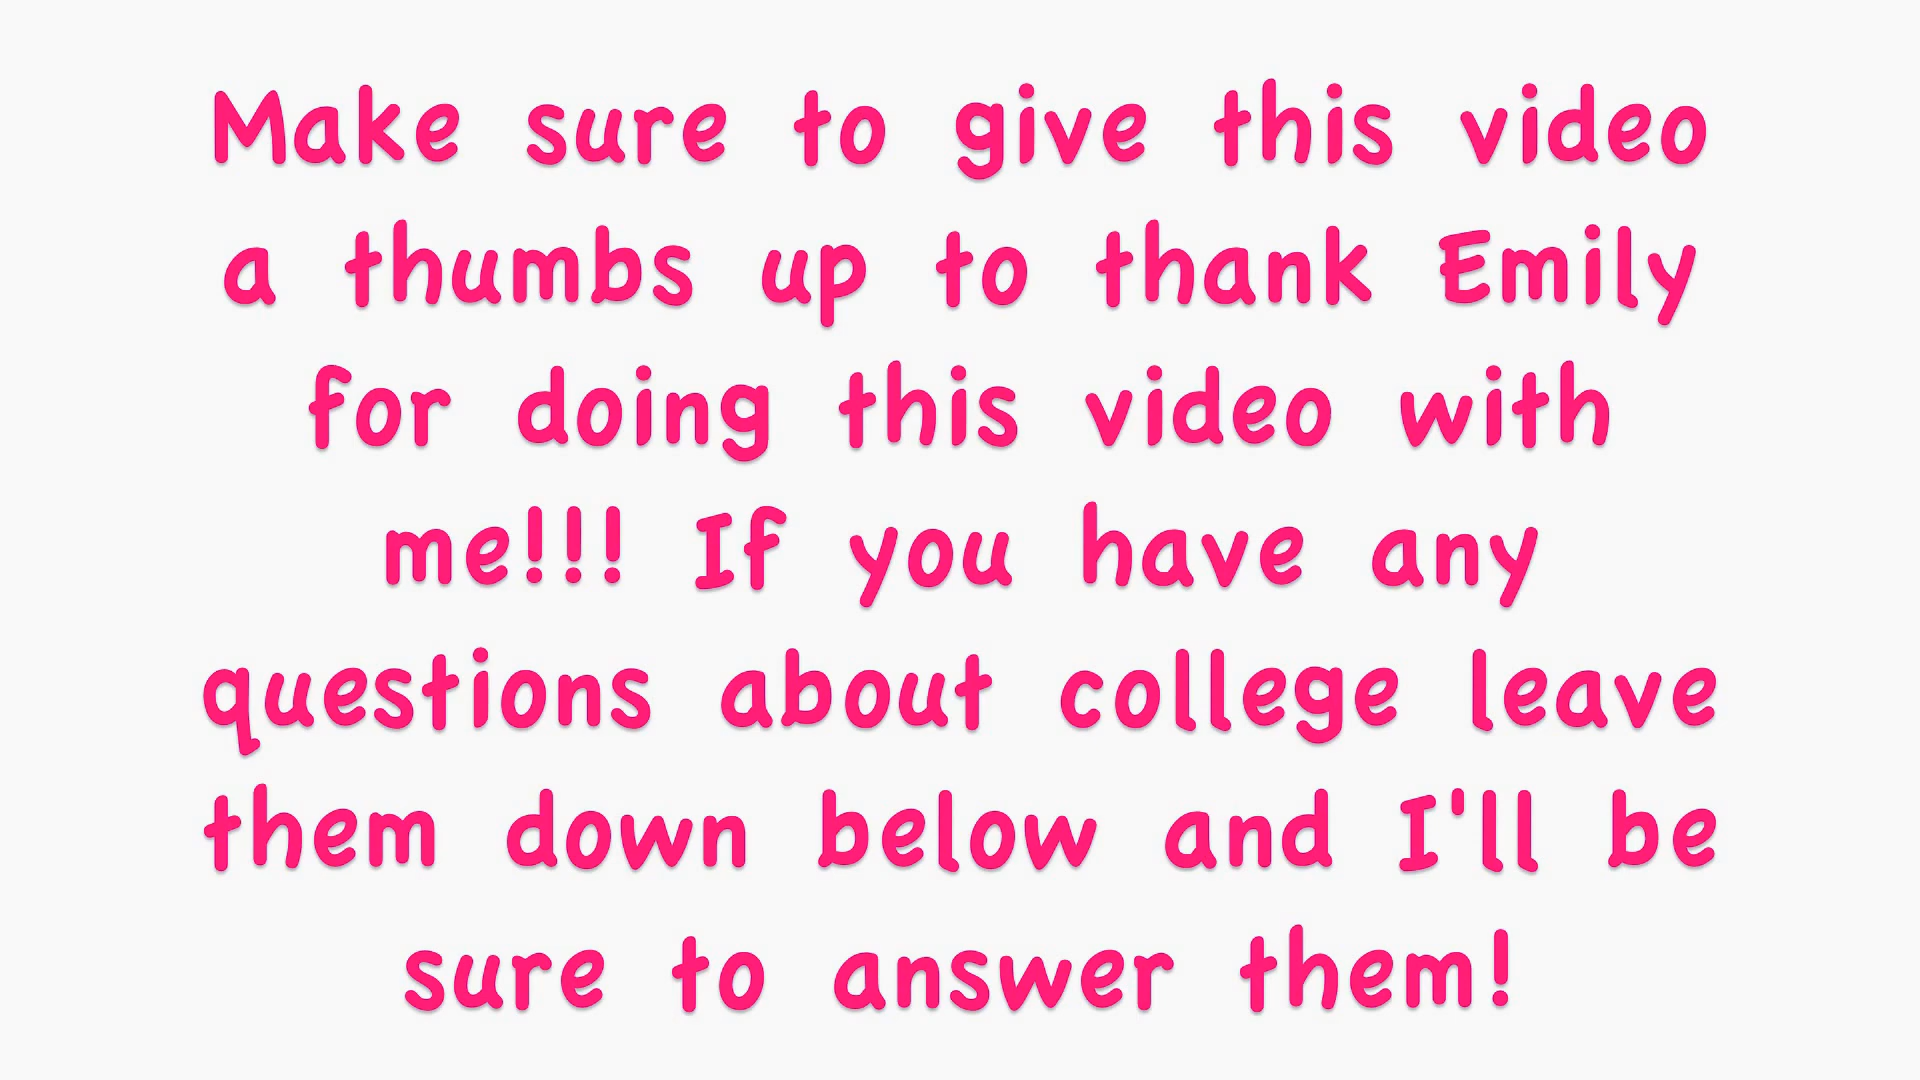 Make sure to give this video
a thumbs up to thank Emily
for doing this video with
me!!! If you have any
questions about college leave
them down below and I'll be
sure to answer them!